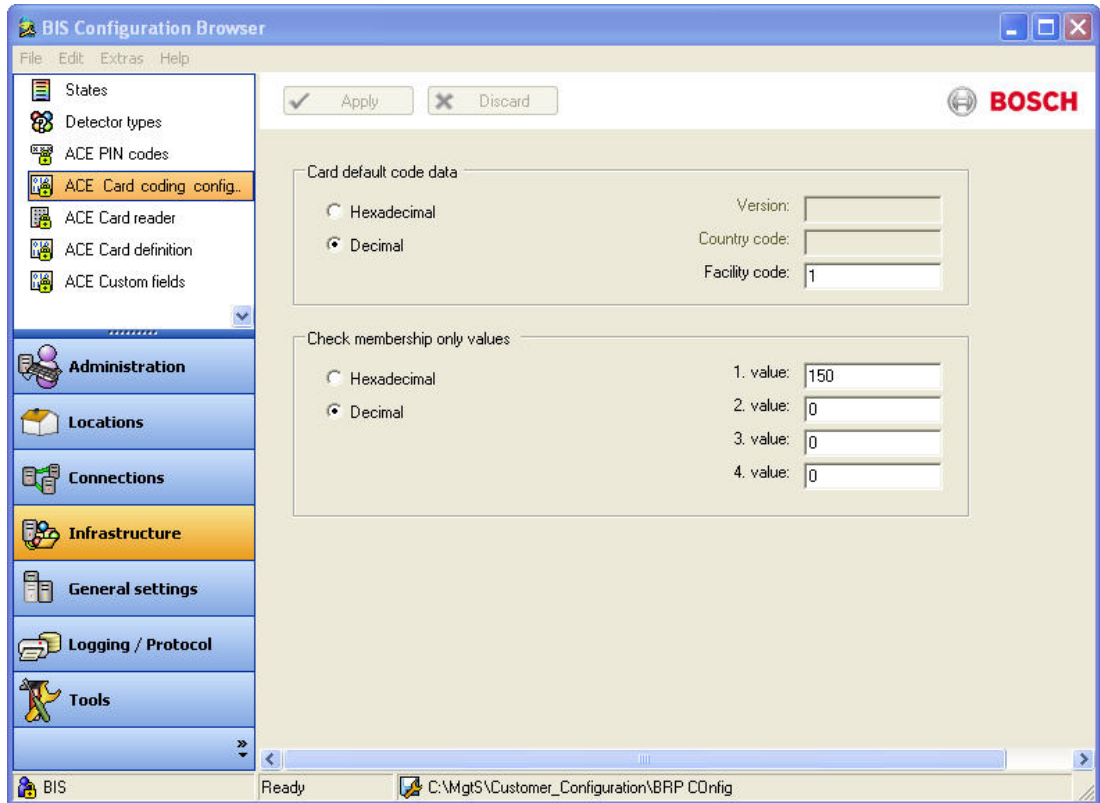 BIS Configuration Browser
File Edit Extras Help
States
Detector types
ACE PIN codes
ACE Card coding config..
ACE Card reader
ACE Card definition
ACE Custom fields
Administration
Locations
Connections
Infrastructure
General settings
Logging / Protocol
Tools
»
Apply Discard
BOSCH
Card default code data
Hexadecimal
Decimal
Version:
Country code:
Facility code: 1
Check membership only values
Hexadecimal
Decimal
1. value: 150
2. value: 0
3. value: 0
4. value: 0
BIS Ready C:\MgtS\Customer_Configuration\BRP COnfig